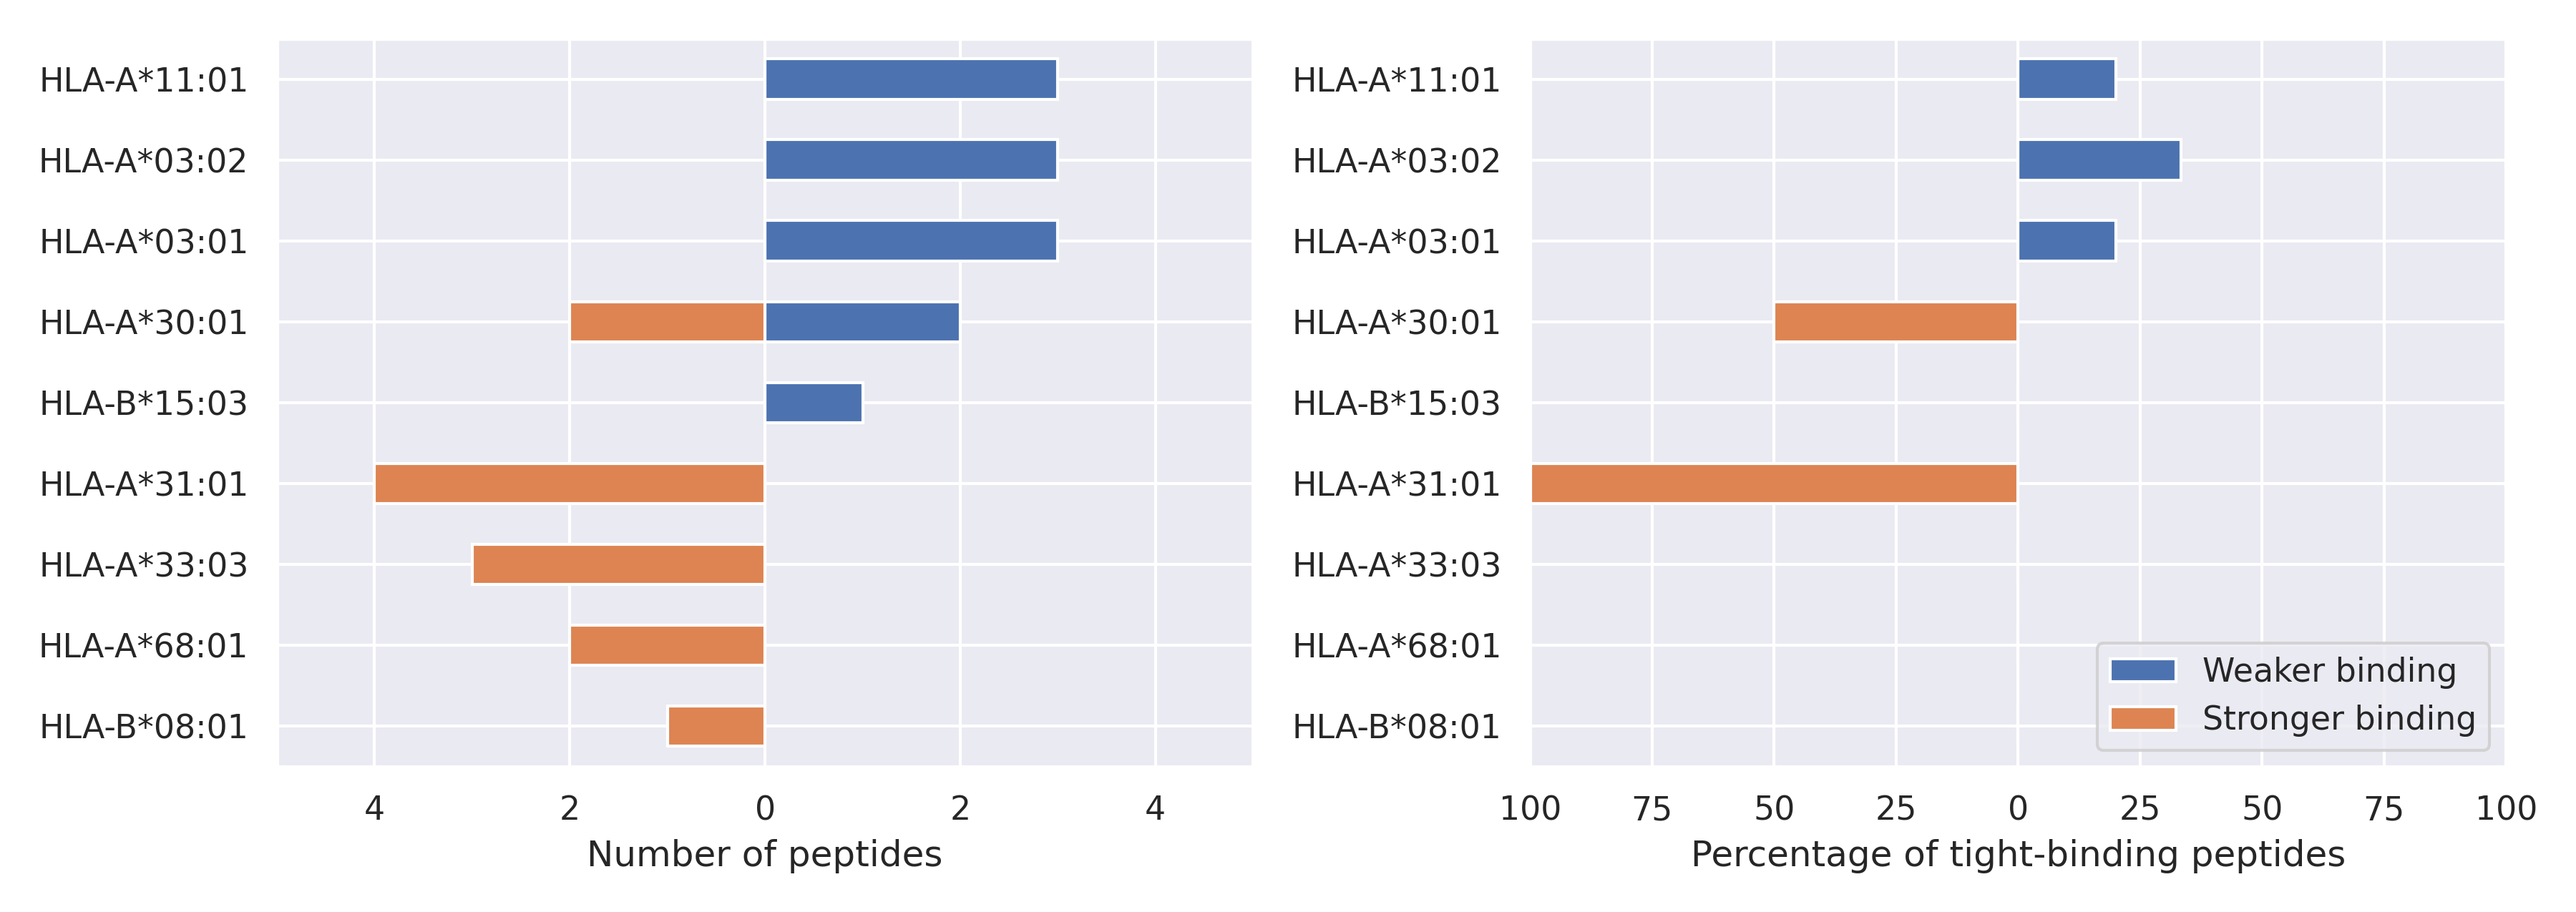 HLA-A*11:01
HLA-A*03:02
HLA-A*03:01
HLA-A*30:01
HLA-B*15:03
HLA-A*31:01
HLA-A*33:03
HLA-A*68:01
HLA-B*08:01
4 2 0 2 4
Number of peptides
HLA-A*11:01
HLA-A*03:02
HLA-A*03:01
HLA-A*30:01
HLA-B*15:03
HLA-A*31:01
HLA-A*33:03
HLA-A*68:01
HLA-B*08:01
Weaker binding
Stronger binding
100 75 50 25 0 25 50 75 100
Percentage of tight-binding peptides